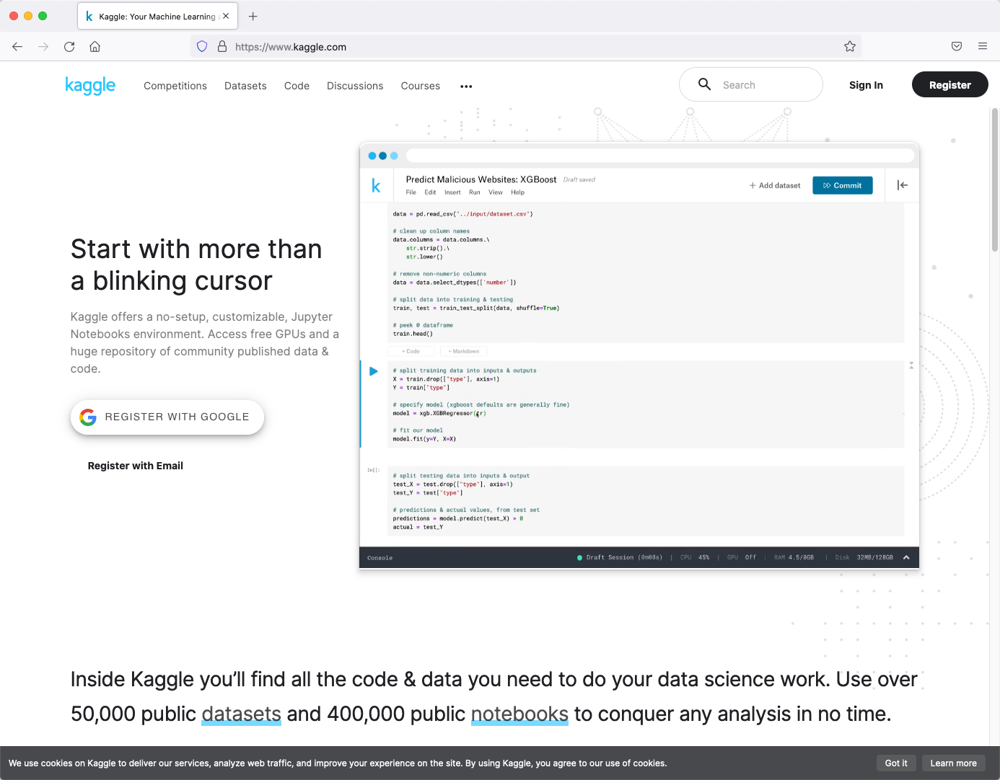 Kaggle: Your Machine Learning
https://www.kaggle.com
kaggle
Competitions
Datasets
Code
Discussions
Courses
Search
Sign In
Register
Start with more than
a blinking cursor
Kaggle offers a no-setup, customizable, Jupyter
Notebooks environment. Access free GPUs and a
huge repository of community published data &
code.
REGISTER WITH GOOGLE
Register with Email
k
Predict Malicious Websites: XGBoost Draft saved
File Edit Insert Run View Help
+ Add dataset
Commit
data = pd.read_csv("../input/dataset.csv")
# clean up column names
data.columns = data.columns.\
str.strip().\
str.lower()
# remove non-numeric columns
data = data.select_dtypes(['number'])
# split data into training & testing
train, test = train_test_split(data, shuffle=True)
# peek @ dataframe
train.head()
+ Code + Markdown
# split training data into inputs & outputs
X = train.drop(["type"], axis=1)
Y = train["type"]
# specify model (xgboost defaults are generally fine)
model = xgb.XGBRegressor(tr)
# fit our model
model.fit(y=Y, X=X)
In[]:
# split testing data into inputs & output
test_X = test.drop(["type"], axis=1)
test_Y = test["type"]
# predictions & actual values, from test set
predictions = model.predict(test_X) > 0
actual = test_Y
Console
Draft Session (0m08s) | CPU 45% | GPU Off | RAM 4.5/8GB | Disk 32MB/128GB
Inside Kaggle you’ll find all the code & data you need to do your data science work. Use over
50,000 public datasets and 400,000 public notebooks to conquer any analysis in no time.
We use cookies on Kaggle to deliver our services, analyze web traffic, and improve your experience on the site. By using Kaggle, you agree to our use of cookies.
Got it
Learn more